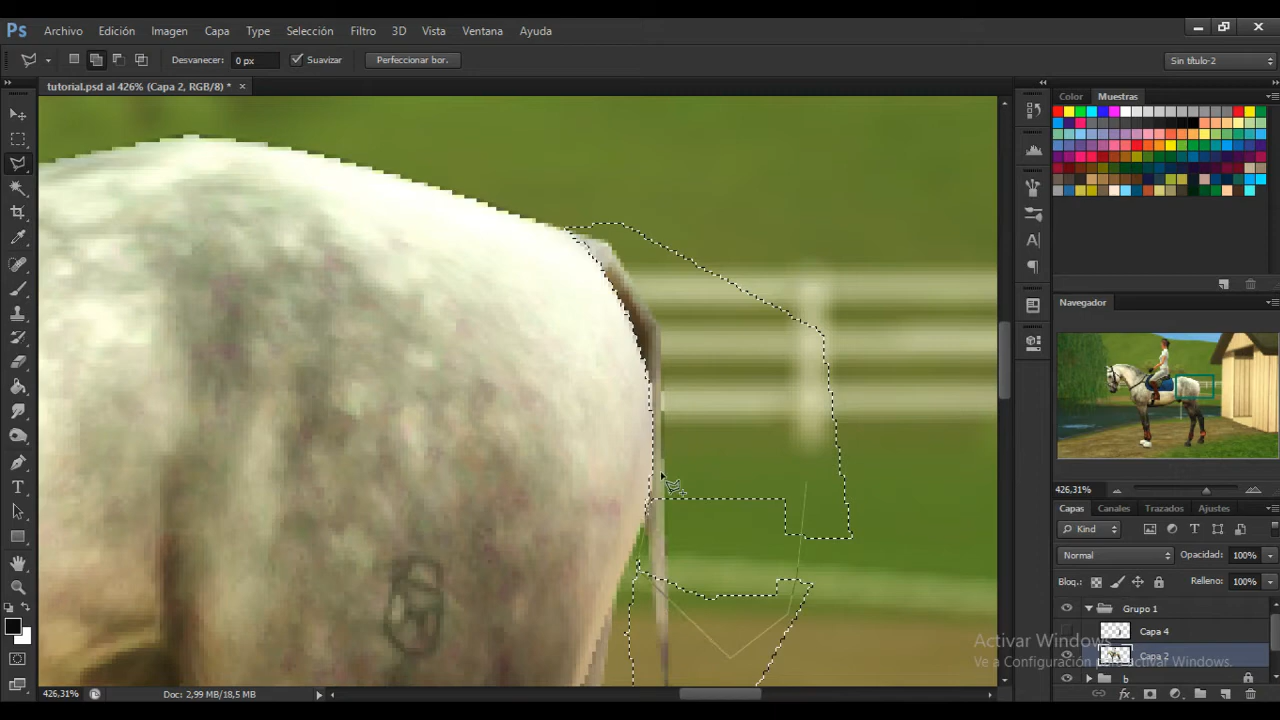 Ps Archivo Edición Imagen Capa Type Selección Filtro 3D Vista Ventana Ayuda
Desvanecer: 0 px Suavizar Perfeccionar bor. Sin título-2
tutorial.psd al 426% (Capa 2, RGB/8) * ×
Color Muestras
Navegador
426,31%
Capas Canales Trazados Ajustes
Kind
Normal Opacidad: 100%
Bloq.: Relleno: 100%
Grupo 1
Capa 4
Capa 2
b
Activar Windows
Ve a Configuración para activar Windows.
426,31% Doc: 2,99 MB/18,5 MB